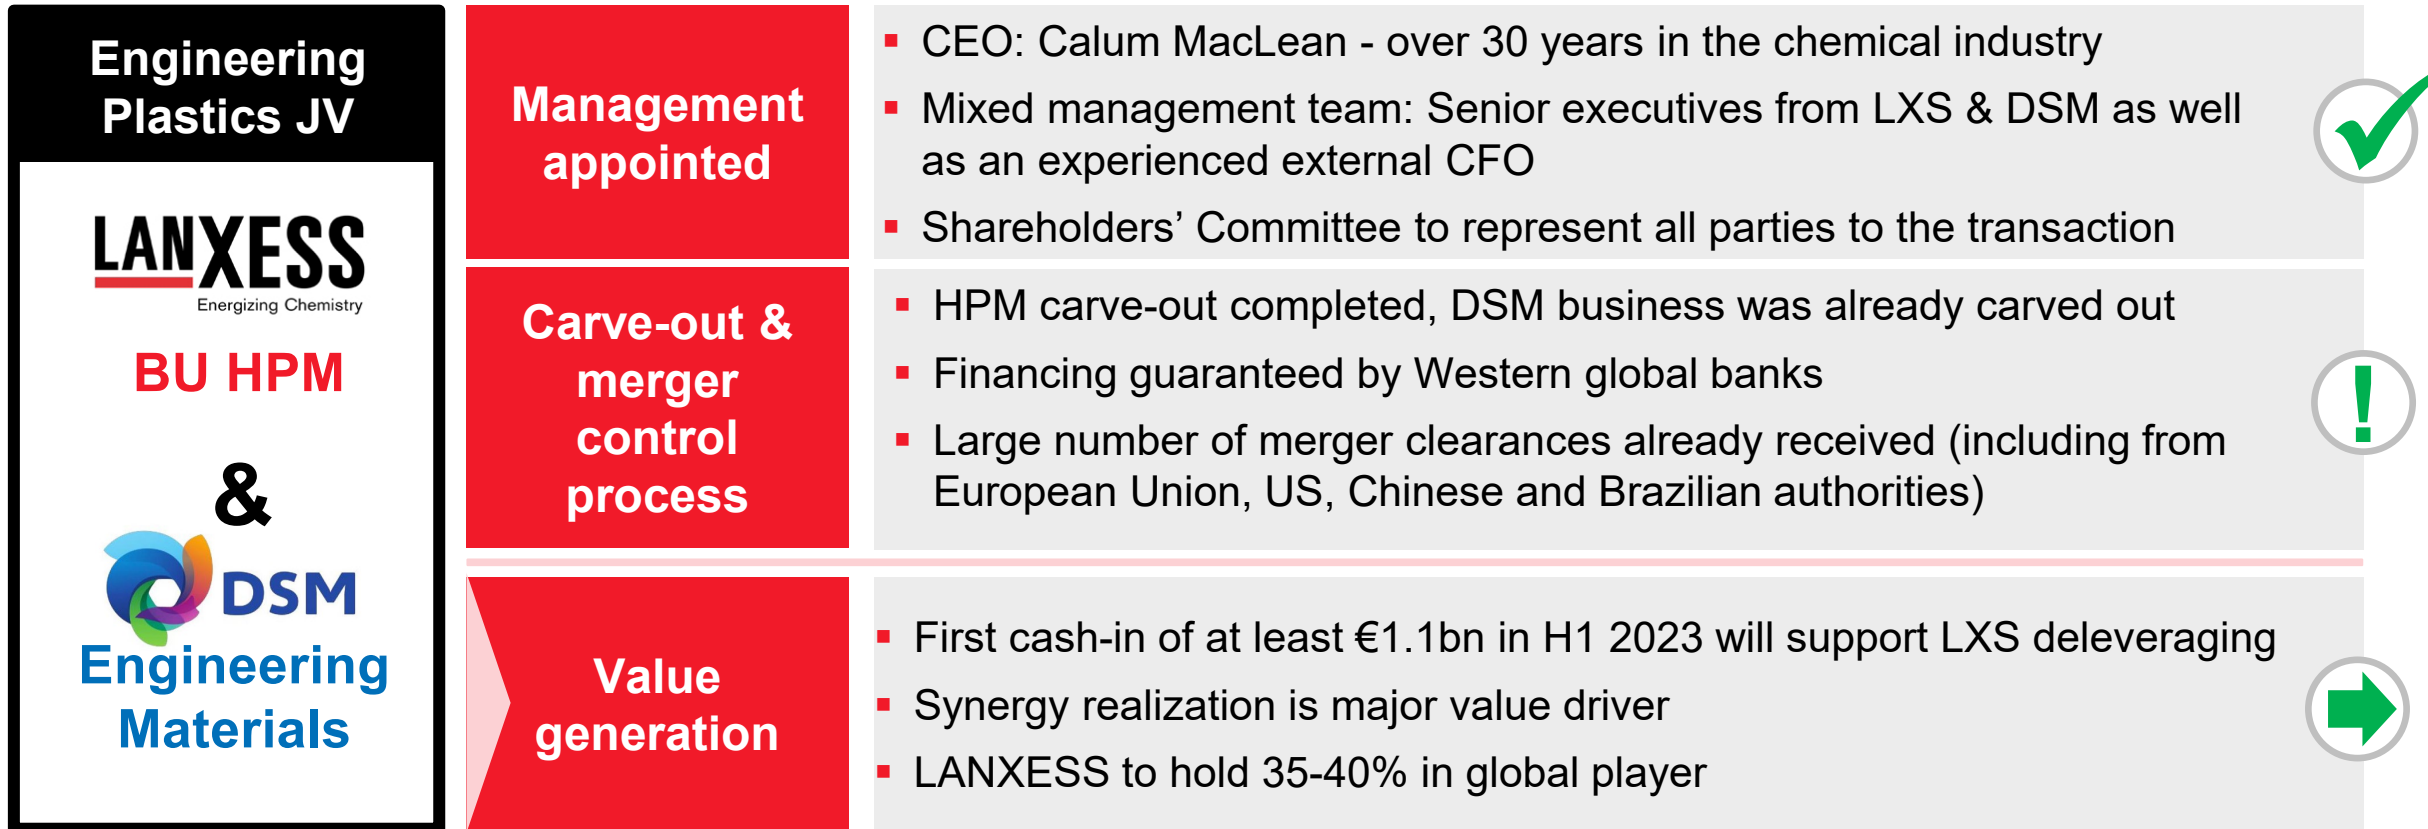 Engineering
Plastics JV
LANXESS
Energizing Chemistry
BU HPM
&
DSM
Engineering
Materials
Management
appointed
▪ CEO: Calum MacLean - over 30 years in the chemical industry
▪ Mixed management team: Senior executives from LXS & DSM as well
as an experienced external CFO
▪ Shareholders’ Committee to represent all parties to the transaction
Carve-out &
merger
control
process
▪ HPM carve-out completed, DSM business was already carved out
▪ Financing guaranteed by Western global banks
▪ Large number of merger clearances already received (including from
European Union, US, Chinese and Brazilian authorities)
!
Value
generation
▪ First cash-in of at least €1.1bn in H1 2023 will support LXS deleveraging
▪ Synergy realization is major value driver
▪ LANXESS to hold 35-40% in global player